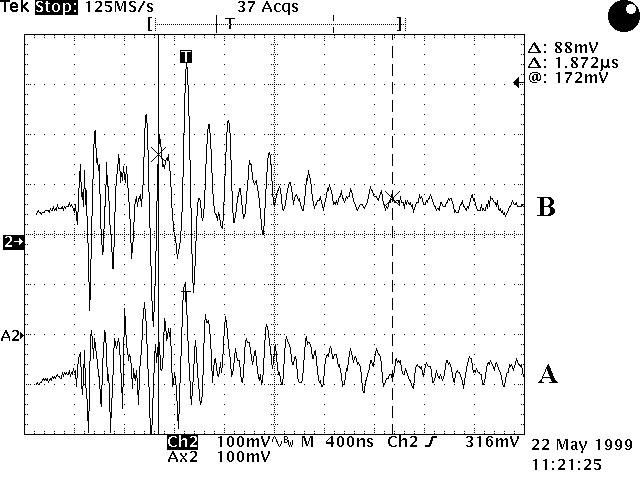 Tek Stop: 125MS/s 37 Acqs
[ T ]
T
Δ: 88mV
Δ: 1.872µs
@: 172mV
B
2→
A2
A
Ch2 100mV∿BW M 400ns Ch2 ƒ 316mV
Ax2 100mV
22 May 1999
11:21:25